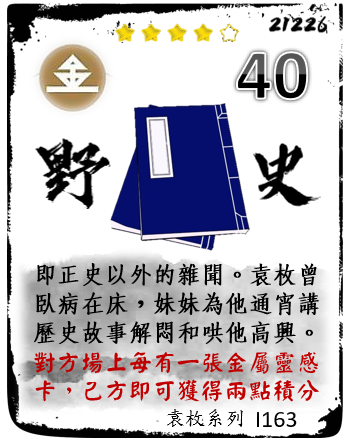 21226
金
40
野史
即正史以外的雜聞。袁枚曾
臥病在床，妹妹為他通宵講
歷史故事解悶和哄他高興。
對方場上每有一張金屬靈感
卡，己方即可獲得兩點積分
袁枚系列 I163